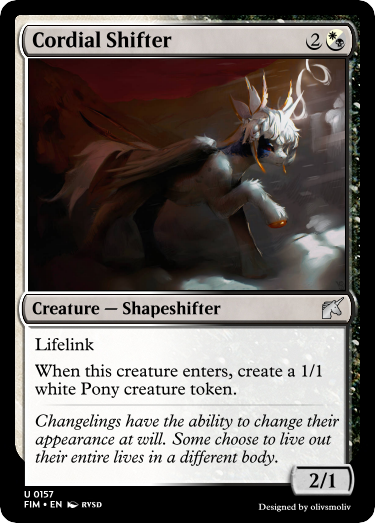 Cordial Shifter 2
Creature — Shapeshifter
Lifelink
When this creature enters, create a 1/1
white Pony creature token.
Changelings have the ability to change their
appearance at will. Some choose to live out
their entire lives in a different body.
2/1
U 0157
FIM • EN RVSD
Designed by olivsmoliv